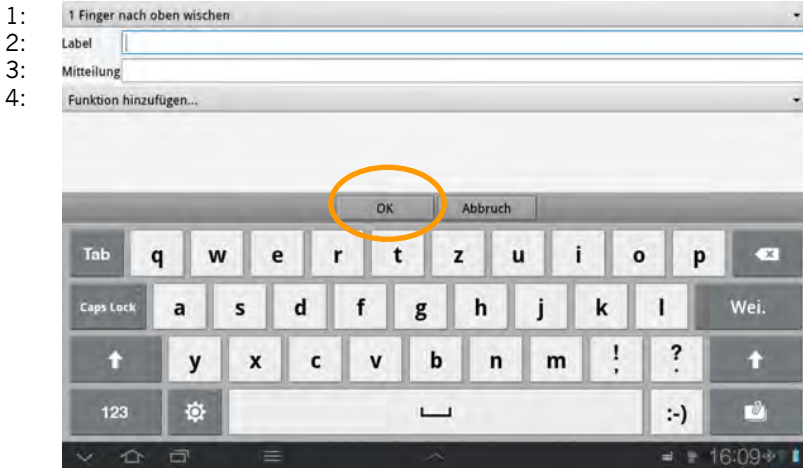 1: 1 Finger nach oben wischen
2: Label
3: Mitteilung
4: Funktion hinzufügen...
OK Abbruch
Tab q w e r t z u i o p
Caps Lock a s d f g h j k l Wei.
y x c v b n m ! , ? .
123 :-)
16:09